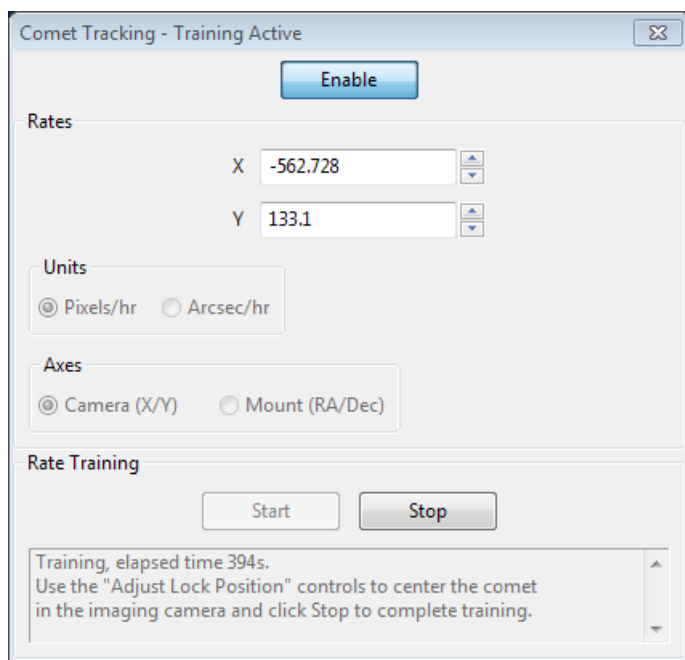 Comet Tracking - Training Active
Enable
Rates
X -562.728
Y 133.1
Units
Pixels/hr Arcsec/hr
Axes
Camera (X/Y) Mount (RA/Dec)
Rate Training
Start Stop
Training, elapsed time 394s.
Use the "Adjust Lock Position" controls to center the comet
in the imaging camera and click Stop to complete training.